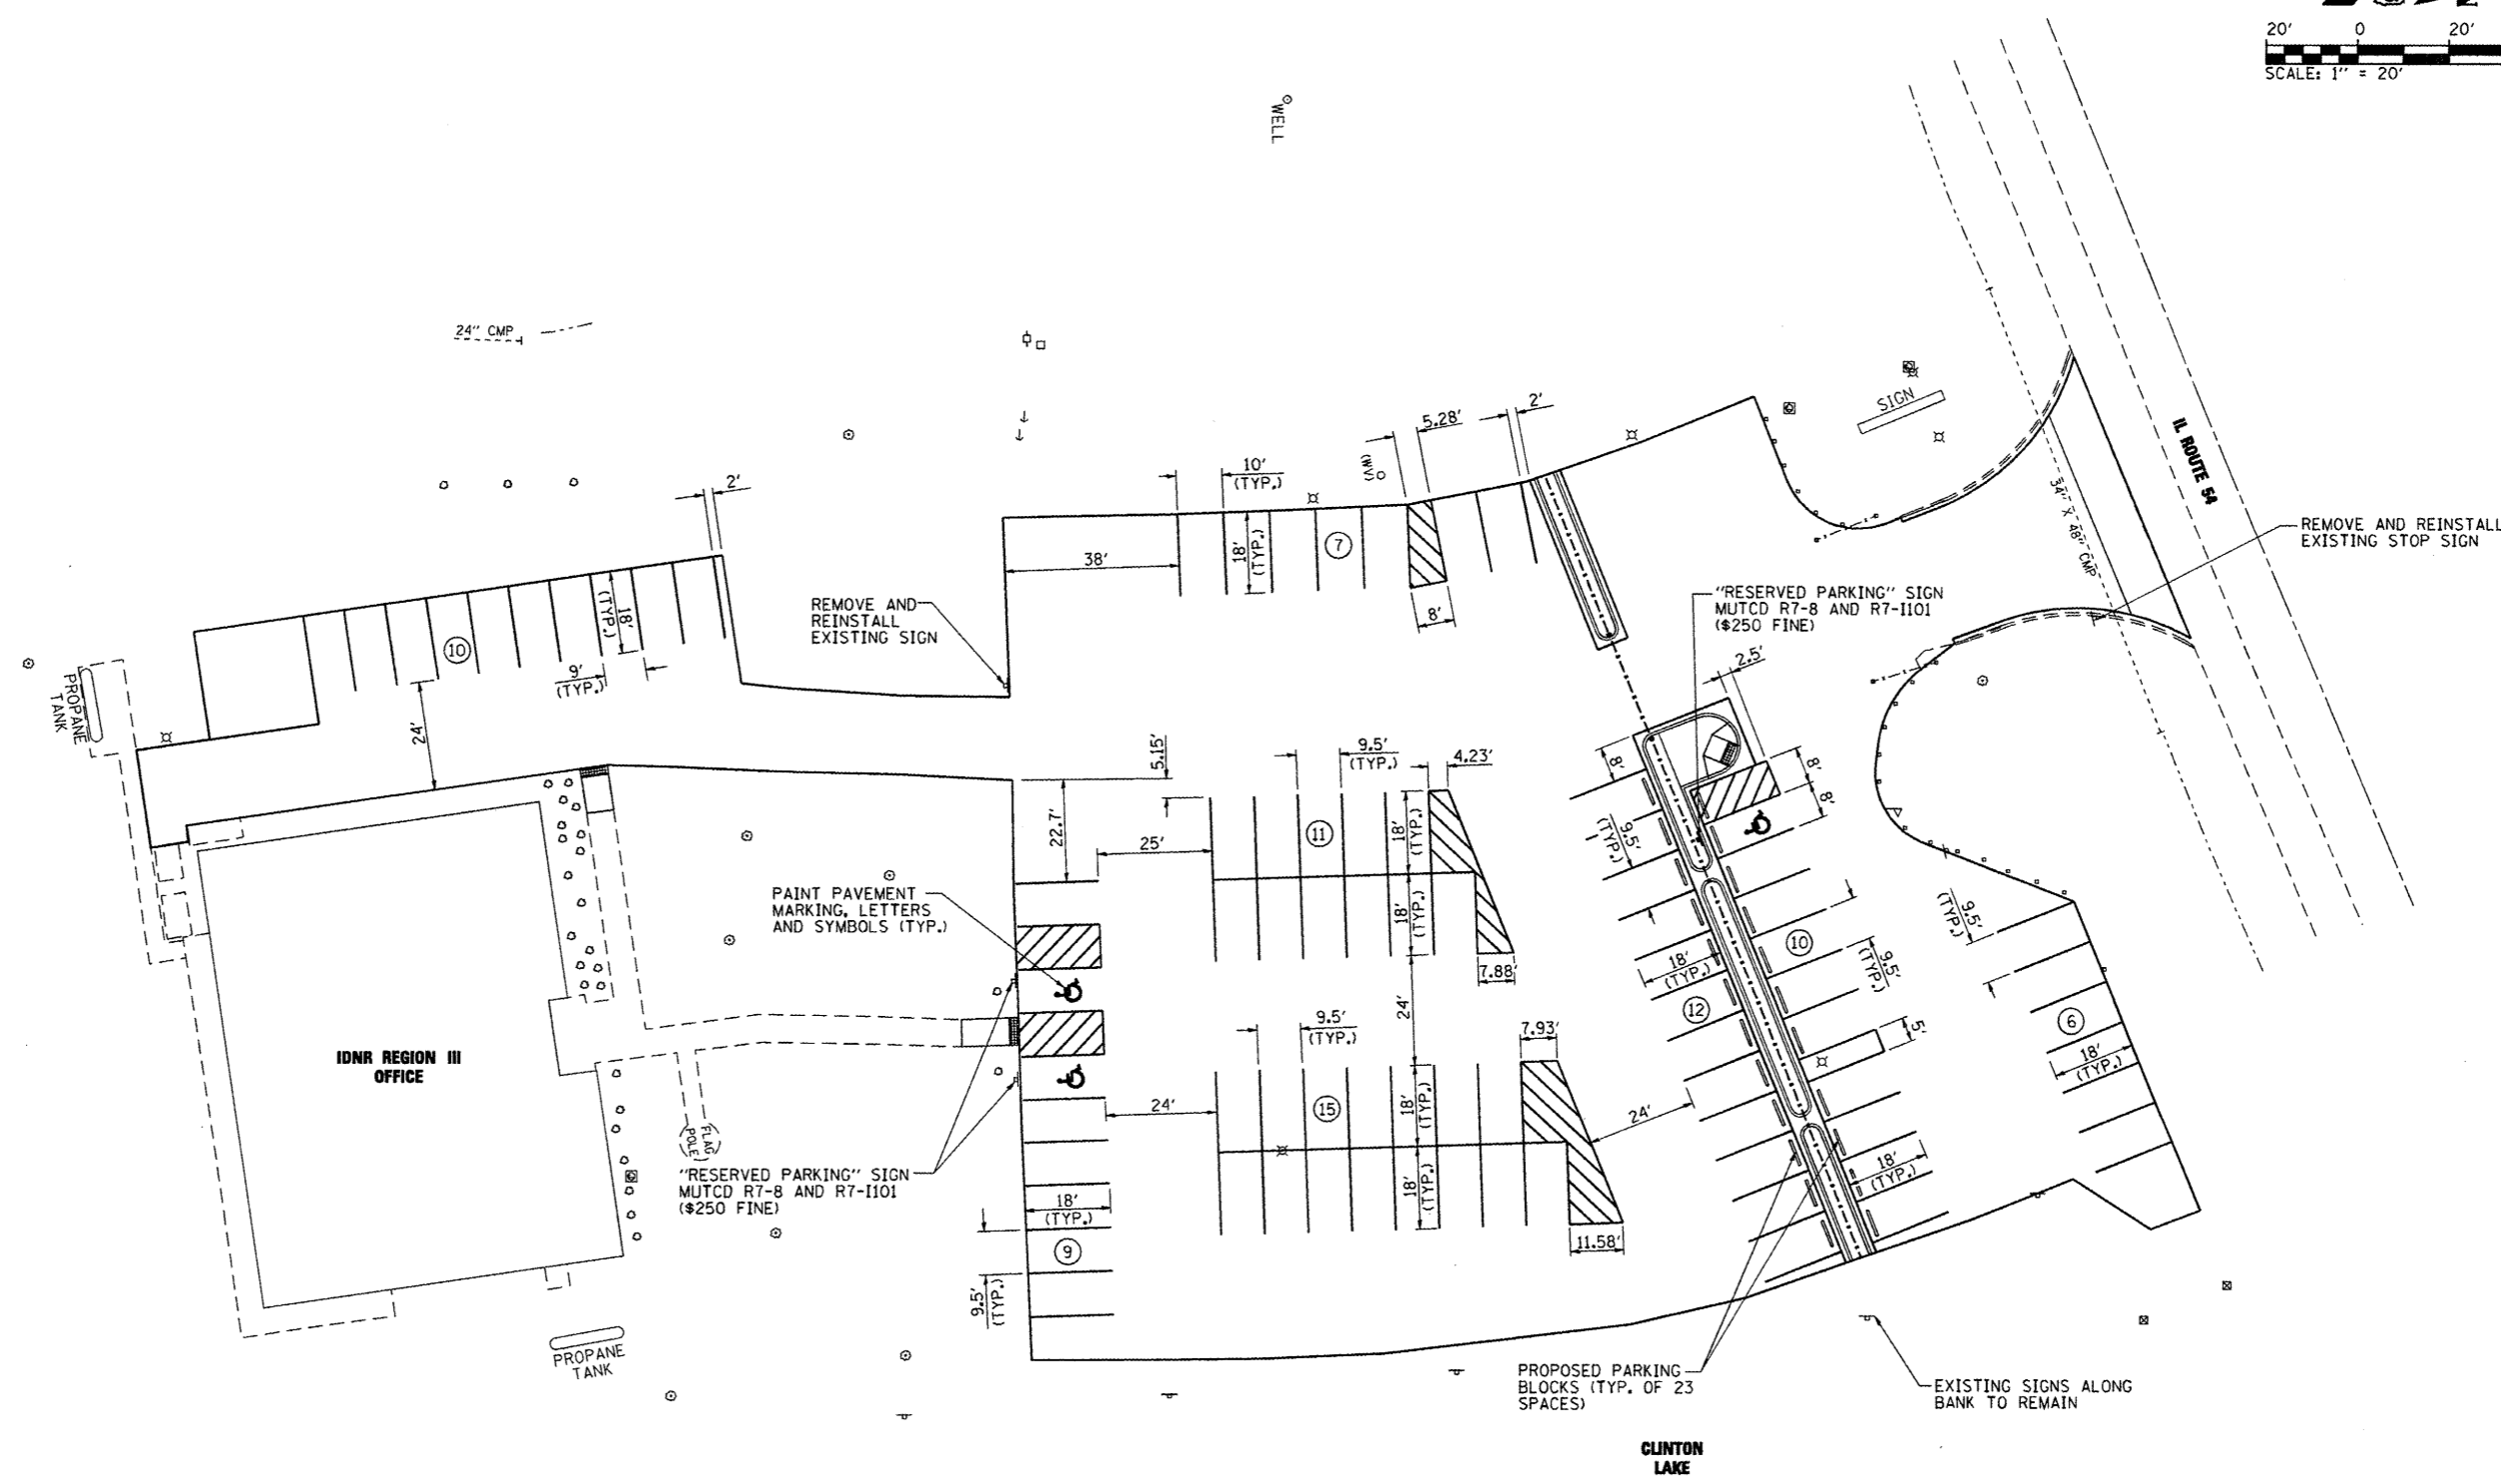 20' 0 20'
SCALE: 1" = 20'
WELL
24" CMP
SIGN
IL ROUTE 54
34" X 48" CMP
REMOVE AND REINSTALL
EXISTING STOP SIGN
2'
5.28'
(WV)
10'
(TYP.)
2'
18'
(TYP.)
7
38'
8'
REMOVE AND
REINSTALL
EXISTING SIGN
"RESERVED PARKING" SIGN
MUTCD R7-8 AND R7-I101
($250 FINE)
2.5'
18'
(TYP.)
10
9'
(TYP.)
24'
PROPANE
TANK
5.15'
9.5'
(TYP.)
4.23'
8'
8'
8'
22.7'
25'
11
18'
(TYP.)
9.5'
(TYP.)
PAINT PAVEMENT
MARKING, LETTERS
AND SYMBOLS (TYP.)
18'
(TYP.)
7.88'
24'
18'
(TYP.)
10
9.5'
(TYP.)
9.5'
(TYP.)
12
6
5'
18'
(TYP.)
IDNR REGION III
OFFICE
9.5'
(TYP.)
7.93'
24'
15
18'
(TYP.)
24'
(FLAG
POLE)
18'
(TYP.)
18'
(TYP.)
"RESERVED PARKING" SIGN
MUTCD R7-8 AND R7-I101
($250 FINE)
18'
(TYP.)
11.58'
9
9.5'
(TYP.)
PROPANE
TANK
PROPOSED PARKING
BLOCKS (TYP. OF 23
SPACES)
EXISTING SIGNS ALONG
BANK TO REMAIN
CLINTON
LAKE